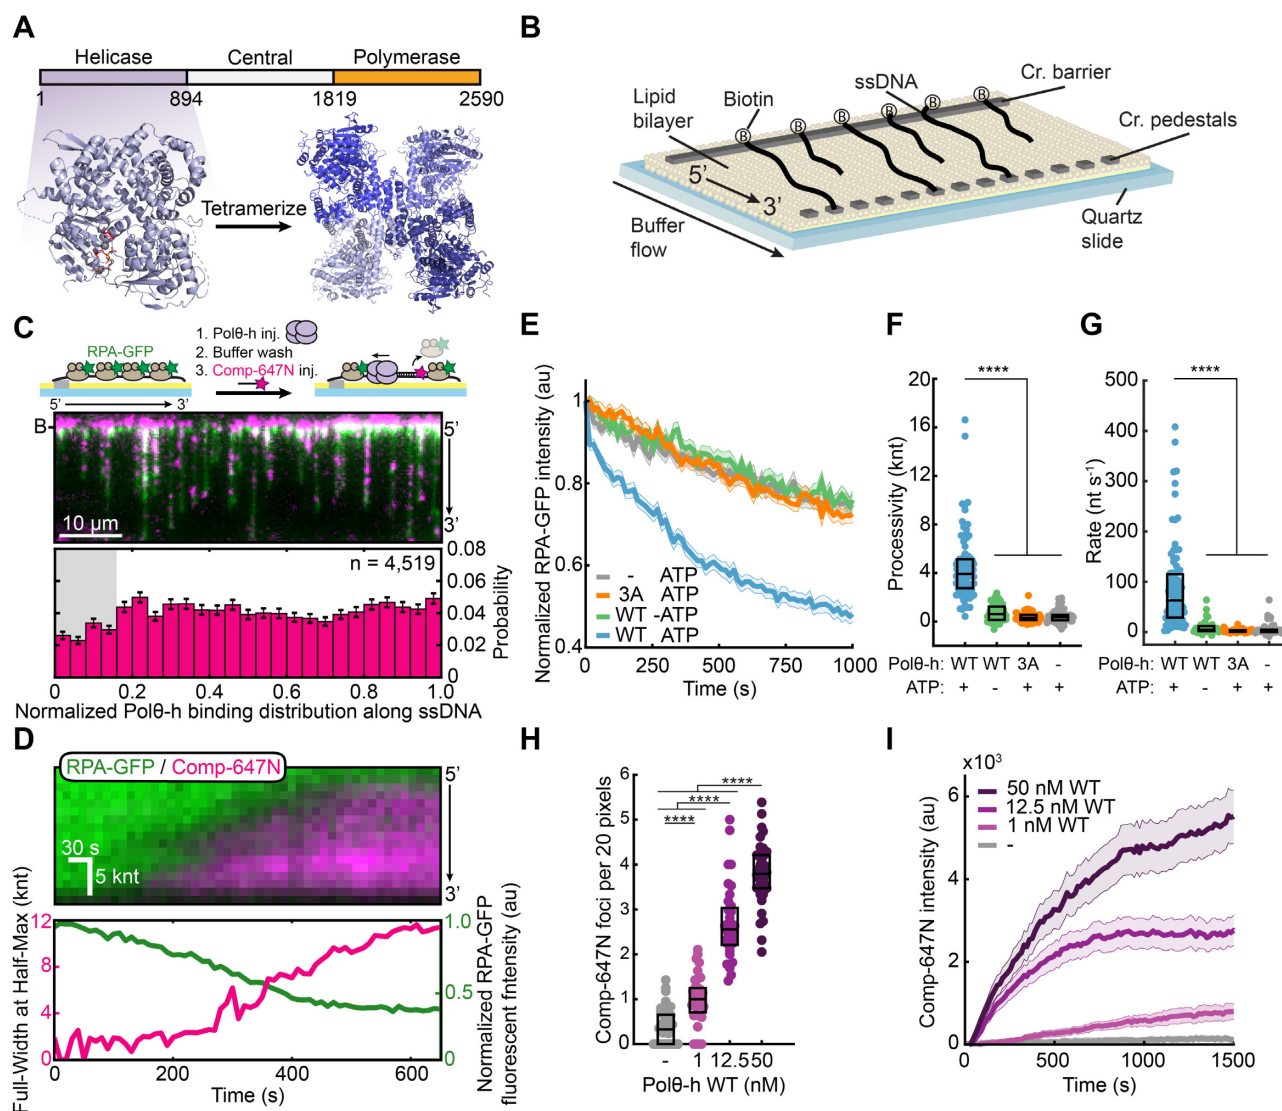 A
Helicase
Central
Polymerase
1
894
1819
2590
Tetramerize
B
Lipid
bilayer
Biotin
ssDNA
Cr. barrier
Cr. pedestals
B B B B B B
5’
3’
Buffer
flow
Quartz
slide
C
RPA-GFP
1. Polθ-h inj.
2. Buffer wash
3. Comp-647N inj.
5’ 3’
B
5’
3’
10 µm
n = 4,519
0.08
0.06
0.04
0.02
0
Probability
0 0.2 0.4 0.6 0.8 1.0
Normalized Polθ-h binding distribution along ssDNA
D
RPA-GFP / Comp-647N
5’
3’
30 s
5 knt
Full-Width at Half-Max (knt)
12
8
4
0
1.0
0.5
0
Normalized RPA-GFP
fluorescent Fntensity (au)
0 200 400 600
Time (s)
E
Normalized RPA-GFP intensity (au)
1
0.8
0.6
0.4
- ATP
3A ATP
WT -ATP
WT ATP
0 250 500 750 1000
Time (s)
F
Processivity (knt)
20
16
12
8
4
0
****
Polθ-h: WT WT 3A -
ATP: + - + +
G
Rate (nt s-1)
500
400
300
200
100
0
****
Polθ-h: WT WT 3A -
ATP: + - + +
H
Comp-647N foci per 20 pixels
6
5
4
3
2
1
0
****
****
****
- 1 12.5 50
Polθ-h WT (nM)
I
x10³
Comp-647N intensity (au)
6
4
2
0
50 nM WT
12.5 nM WT
1 nM WT
-
0 500 1000 1500
Time (s)